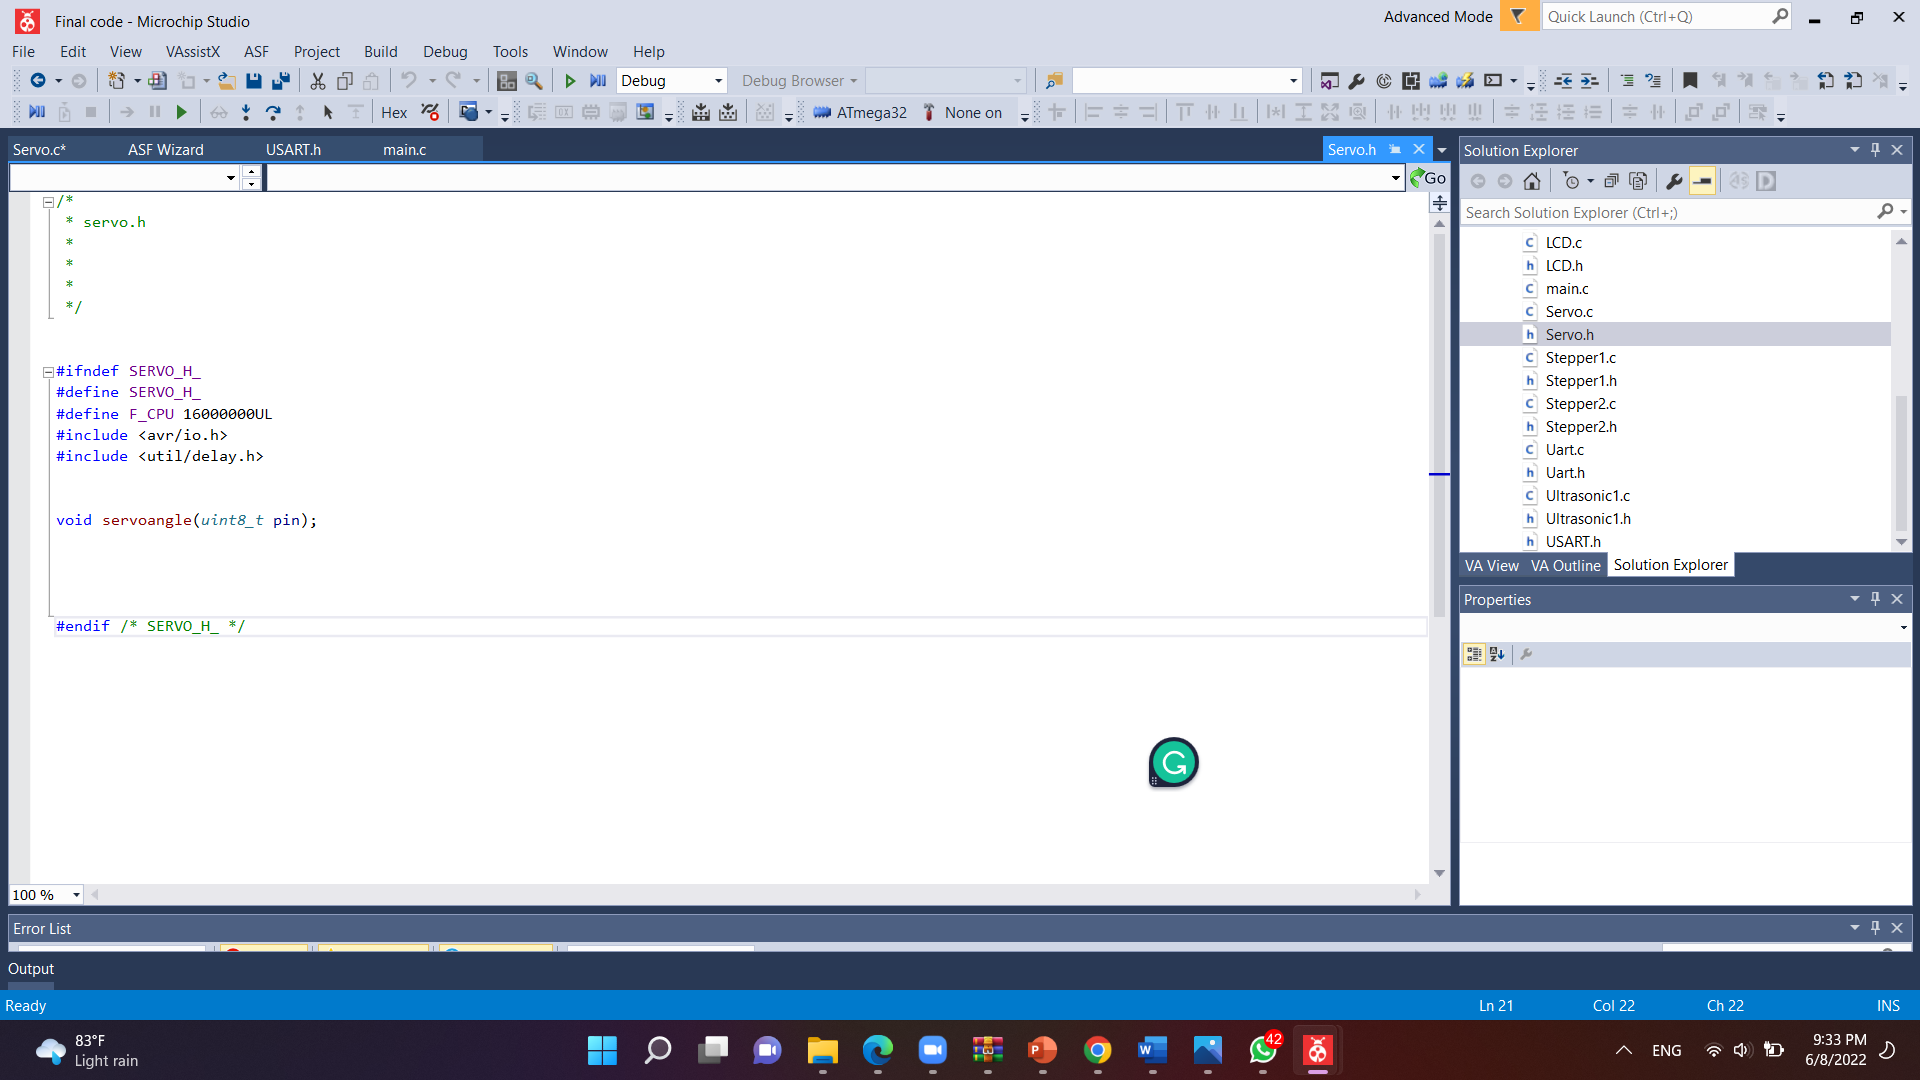 Final code - Microchip Studio
Advanced Mode
Quick Launch (Ctrl+Q)
File Edit View VAssistX ASF Project Build Debug Tools Window Help
Debug Debug Browser
Hex ATmega32 None on
Servo.c* ASF Wizard USART.h main.c Servo.h
Go
/*
* servo.h
*
*
*
*/
#ifndef SERVO_H_
#define SERVO_H_
#define F_CPU 16000000UL
#include <avr/io.h>
#include <util/delay.h>
void servoangle(uint8_t pin);
#endif /* SERVO_H_ */
100 %
Solution Explorer
Search Solution Explorer (Ctrl+;)
LCD.c
LCD.h
main.c
Servo.c
Servo.h
Stepper1.c
Stepper1.h
Stepper2.c
Stepper2.h
Uart.c
Uart.h
Ultrasonic1.c
Ultrasonic1.h
USART.h
VA View VA Outline Solution Explorer
Properties
Error List
Output
Ready Ln 21 Col 22 Ch 22 INS
83°F
Light rain
42
ENG
9:33 PM
6/8/2022